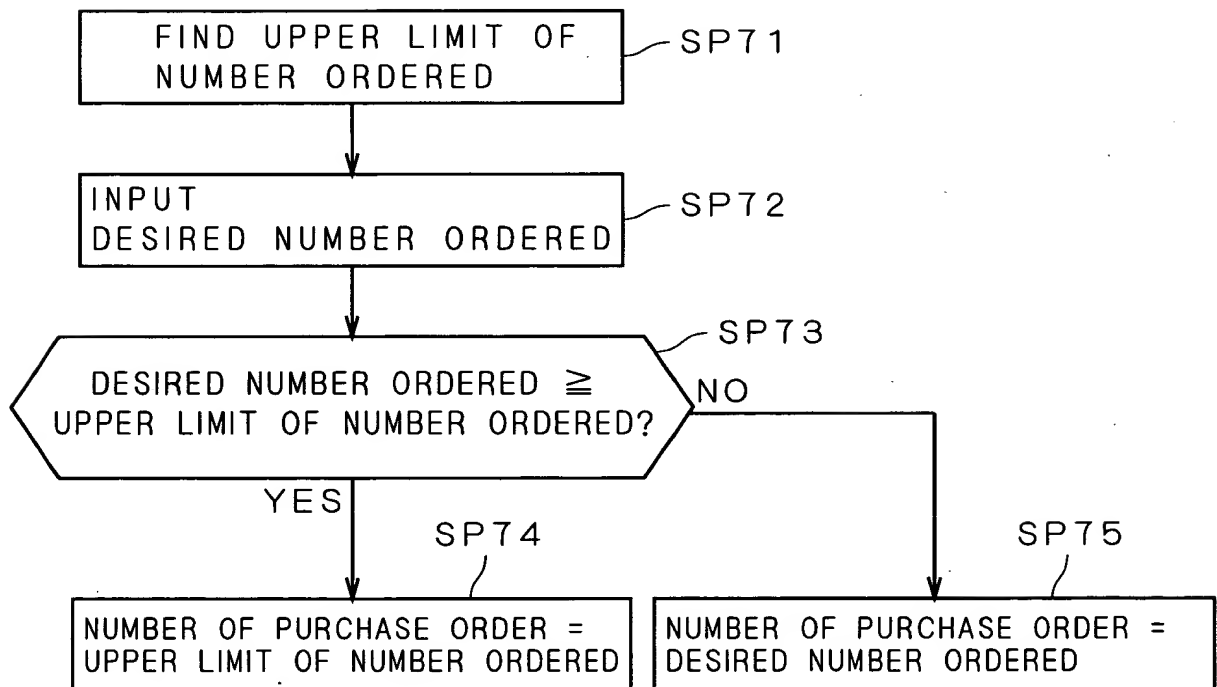 FIND UPPER LIMIT OF
NUMBER ORDERED
SP71
INPUT
DESIRED NUMBER ORDERED
SP72
SP73
DESIRED NUMBER ORDERED ≧
UPPER LIMIT OF NUMBER ORDERED?
NO
YES
SP74
NUMBER OF PURCHASE ORDER =
UPPER LIMIT OF NUMBER ORDERED
SP75
NUMBER OF PURCHASE ORDER =
DESIRED NUMBER ORDERED